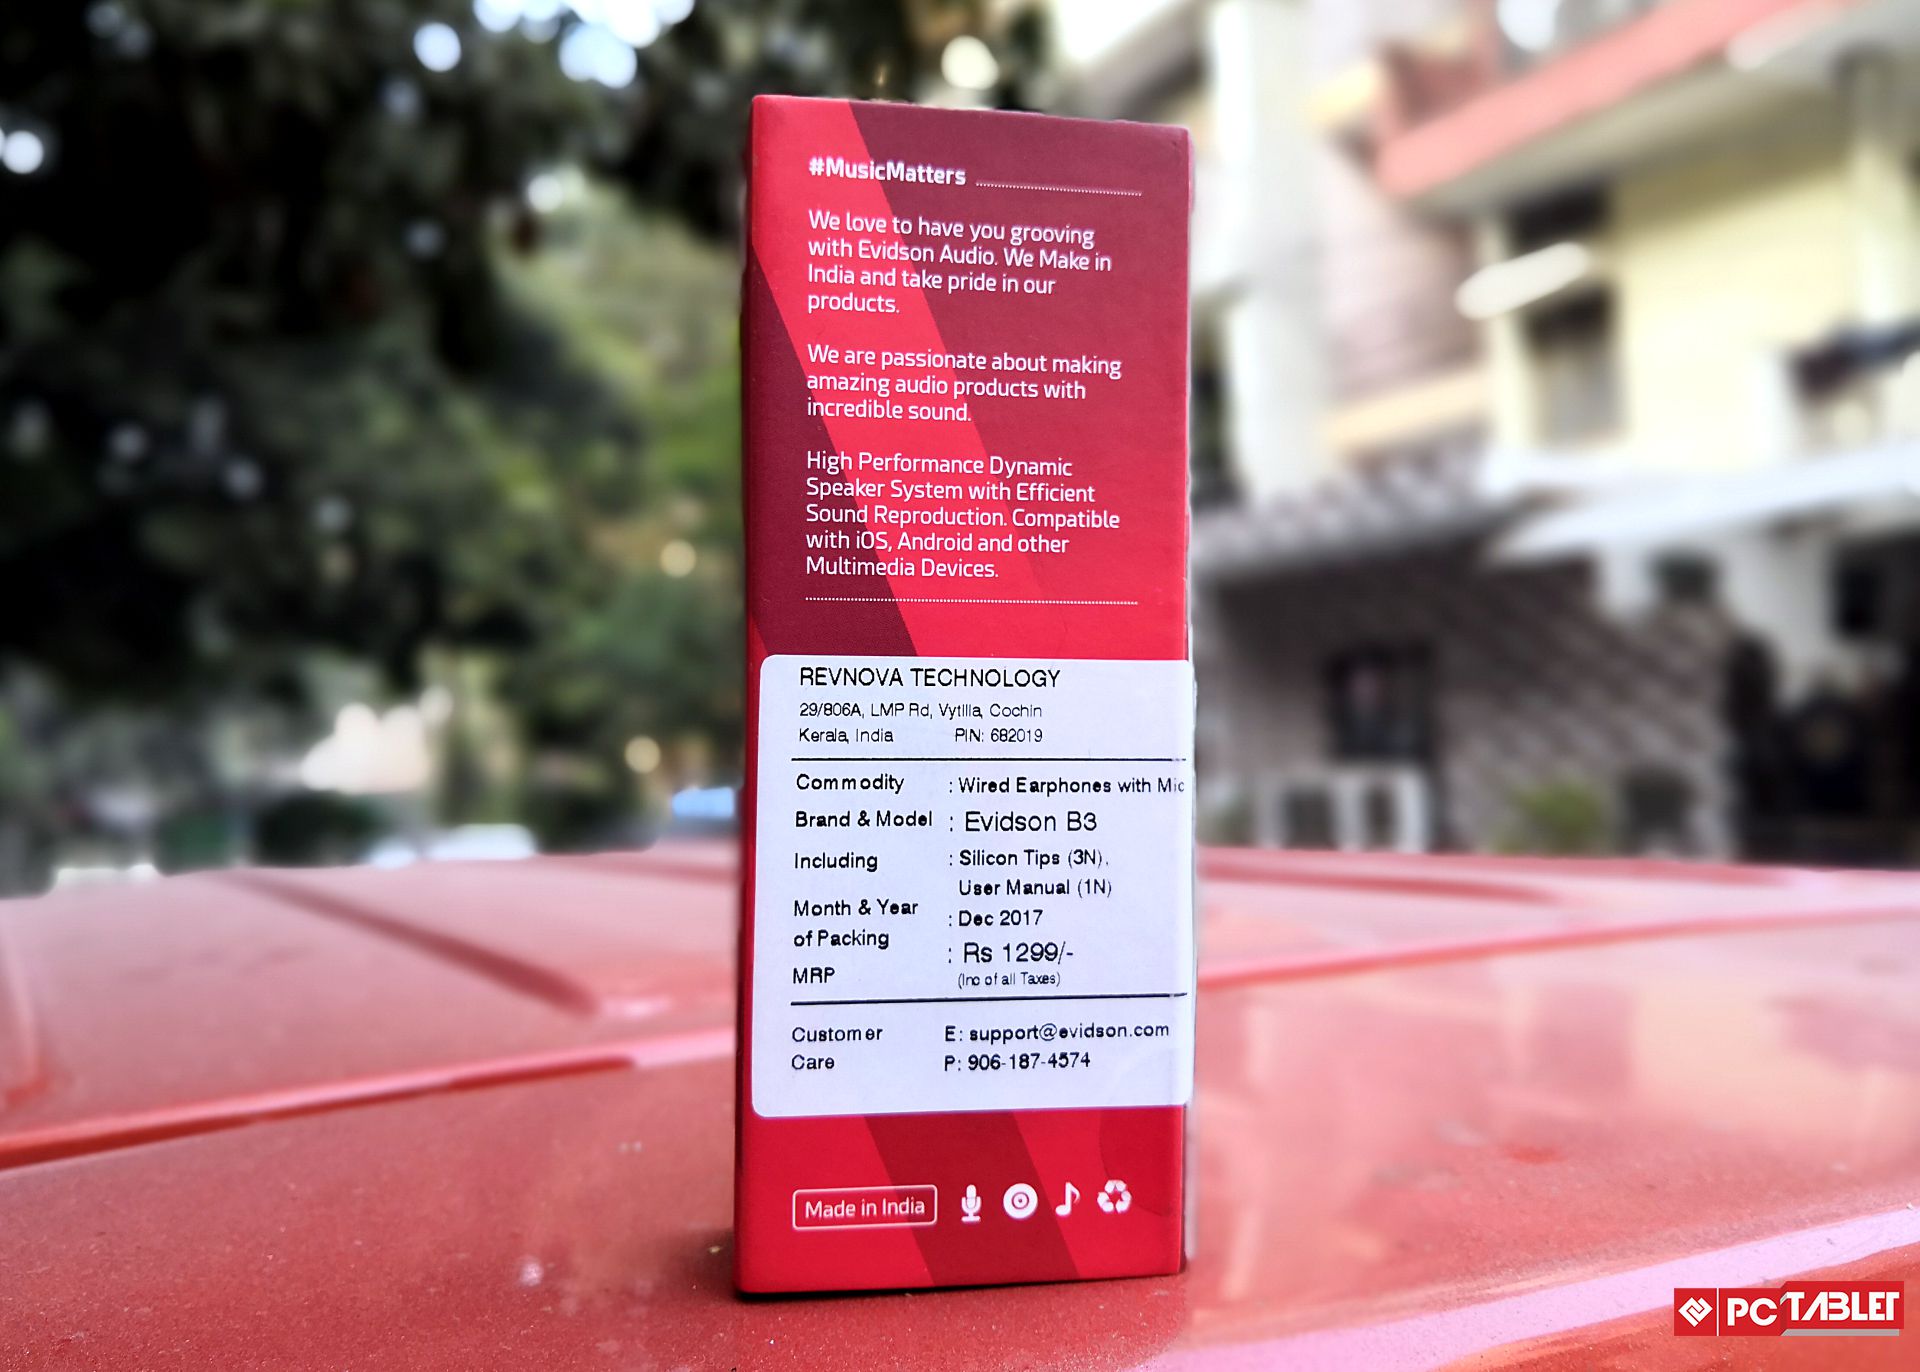 #MusicMatters
We love to have you grooving
with Evidson Audio. We Make in
India and take pride in our
products.
We are passionate about making
amazing audio products with
incredible sound.
High Performance Dynamic
Speaker System with Efficient
Sound Reproduction. Compatible
with iOS, Android and other
Multimedia Devices.
REVNOVA TECHNOLOGY
29/806A, LMP Rd, Vytilla, Cochin
Kerala, India PIN: 682019
Commodity : Wired Earphones with Mic
Brand & Model : Evidson B3
Including : Silicon Tips (3N),
User Manual (1N)
Month & Year : Dec 2017
of Packing
MRP : Rs 1299/-
(Inc of all Taxes)
Customer E: support@evidson.com
Care P: 906-187-4574
Made in India
PC TABLET